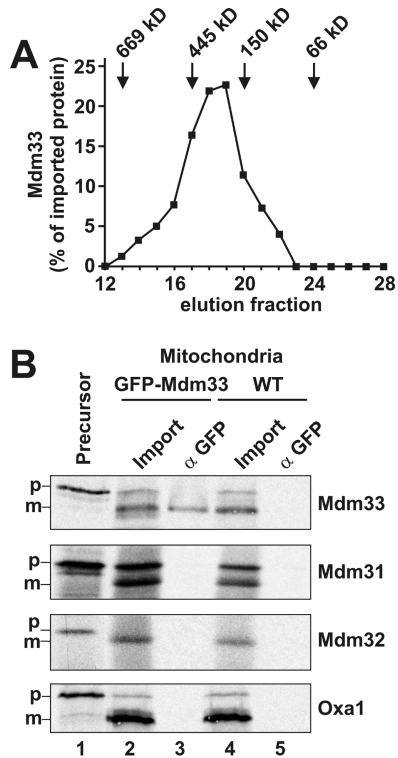 A
669 kD
445 kD
150 kD
66 kD
Mdm33
(% of imported protein)
25
20
15
10
5
0
12 16 20 24 28
elution fraction
B
Mitochondria
GFP-Mdm33 WT
Precursor
Import
α GFP
Import
α GFP
p
m
Mdm33
p
m
Mdm31
p
m
Mdm32
p
m
Oxa1
1 2 3 4 5